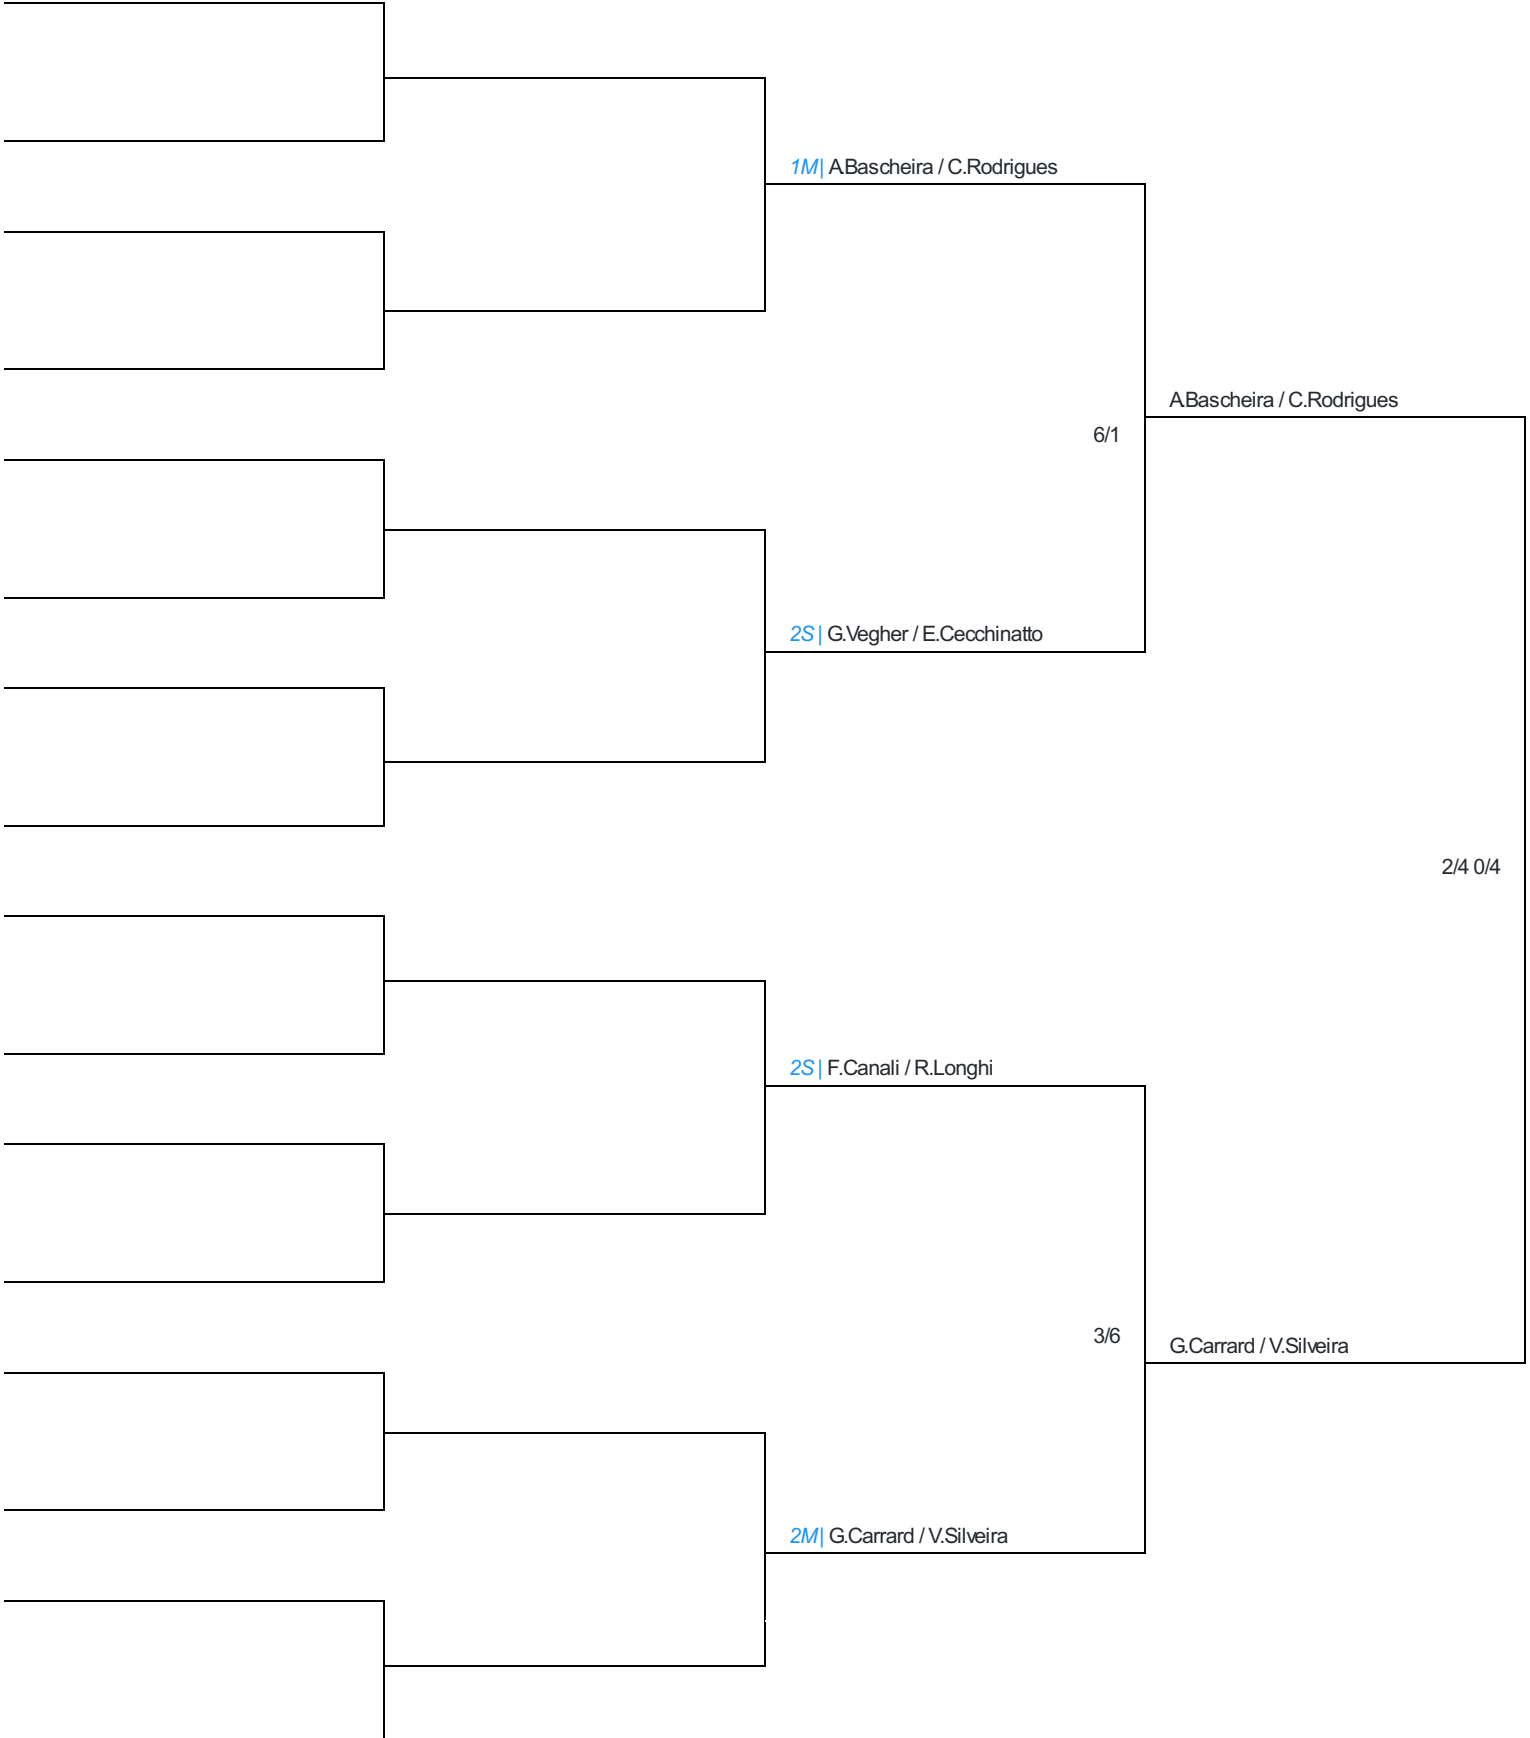 1M| A.Bascheira / C.Rodrigues
A.Bascheira / C.Rodrigues
6/1
2S| G.Vegher / E.Cecchinatto
2/4 0/4
2S| F.Canali / R.Longhi
3/6
G.Carrard / V.Silveira
2M| G.Carrard / V.Silveira